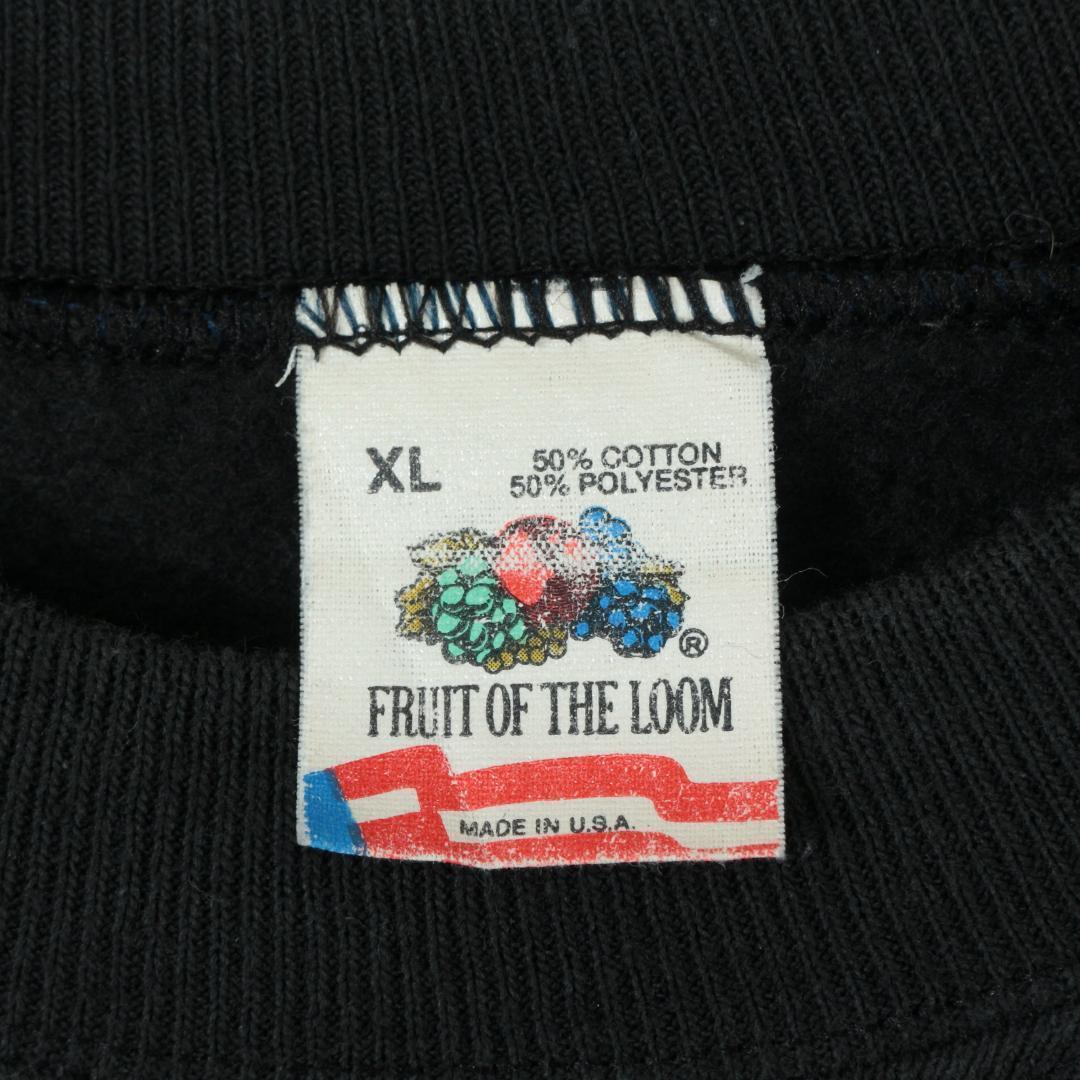 XL
50% COTTON
50% POLYESTER
®
FRUIT OF THE LOOM
MADE IN U.S.A.